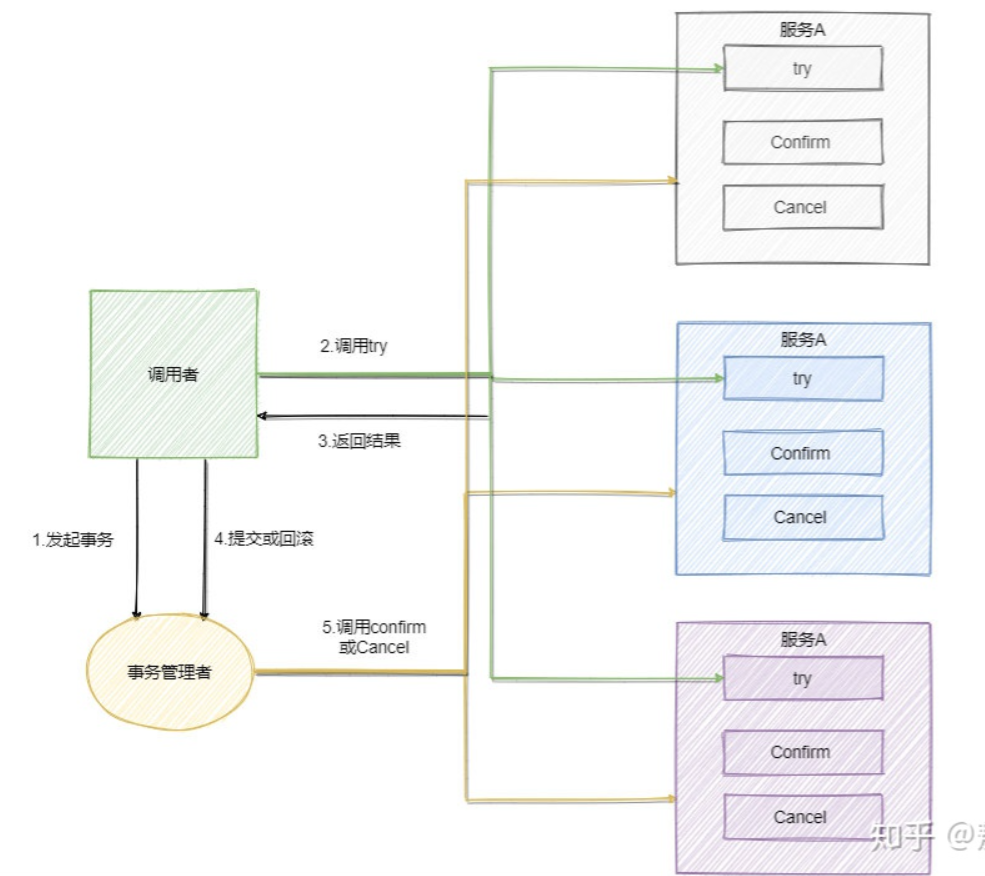 服务A
try
Confirm
Cancel
2.调用try
调用者
3.返回结果
服务A
try
Confirm
Cancel
1.发起事务
4.提交或回滚
5.调用confirm
或Cancel
事务管理者
服务A
try
Confirm
Cancel
知乎 @